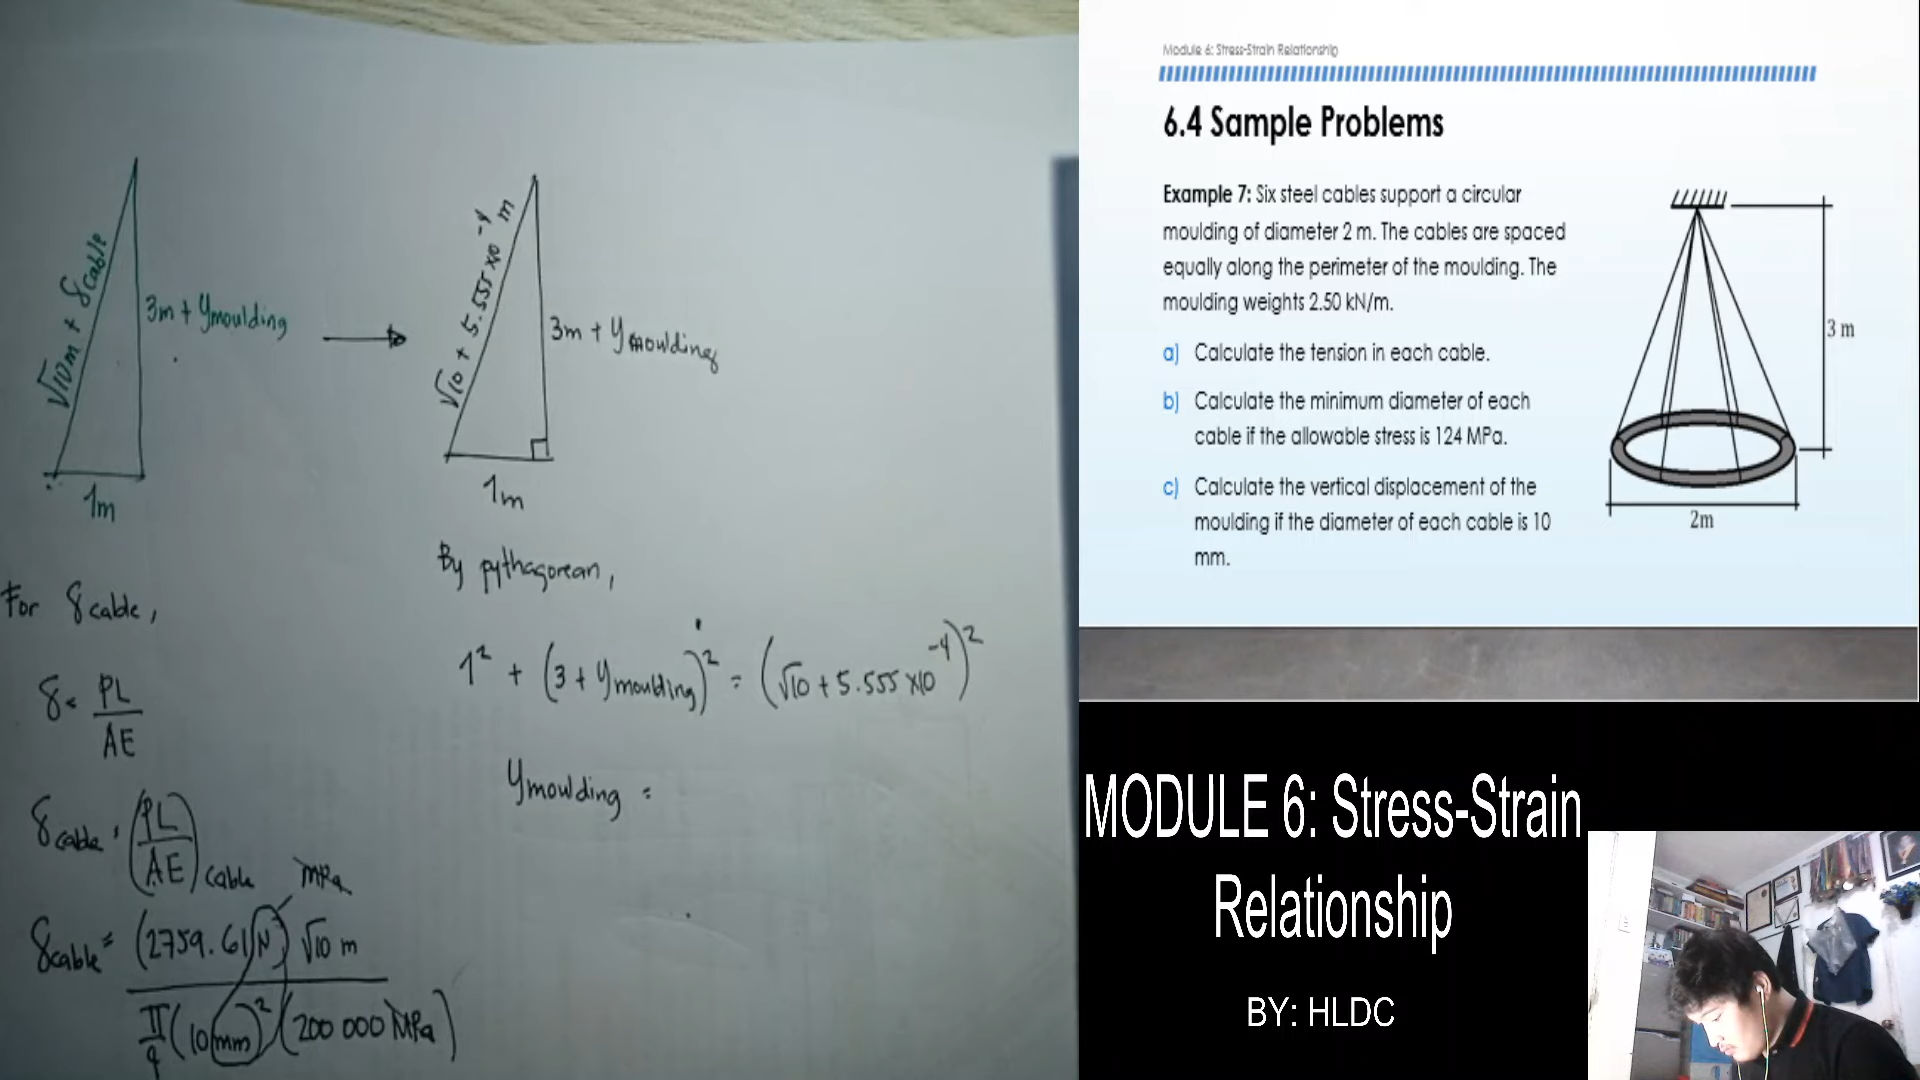 √10m + δcable
3m + ymoulding
1m
√10 + 5.555 x10⁻⁴ m
3m + ymoulding
1m
By pythagorean,
1² + (3 + ymoulding)² = (√10 + 5.555 x10⁻⁴)²
ymoulding =
For δcable,
δ = PL
AE
δcable = (PL
AE)cable
MPa
δcable = (2759.61 N) √10 m
π
4 (10mm)² (200 000 MPa)
Module 6: Stress-Strain Relationship
6.4 Sample Problems
Example 7: Six steel cables support a circular
moulding of diameter 2 m. The cables are spaced
equally along the perimeter of the moulding. The
moulding weights 2.50 kN/m.
a) Calculate the tension in each cable.
b) Calculate the minimum diameter of each
cable if the allowable stress is 124 MPa.
c) Calculate the vertical displacement of the
moulding if the diameter of each cable is 10
mm.
3 m
2m
MODULE 6: Stress-Strain
Relationship
BY: HLDC